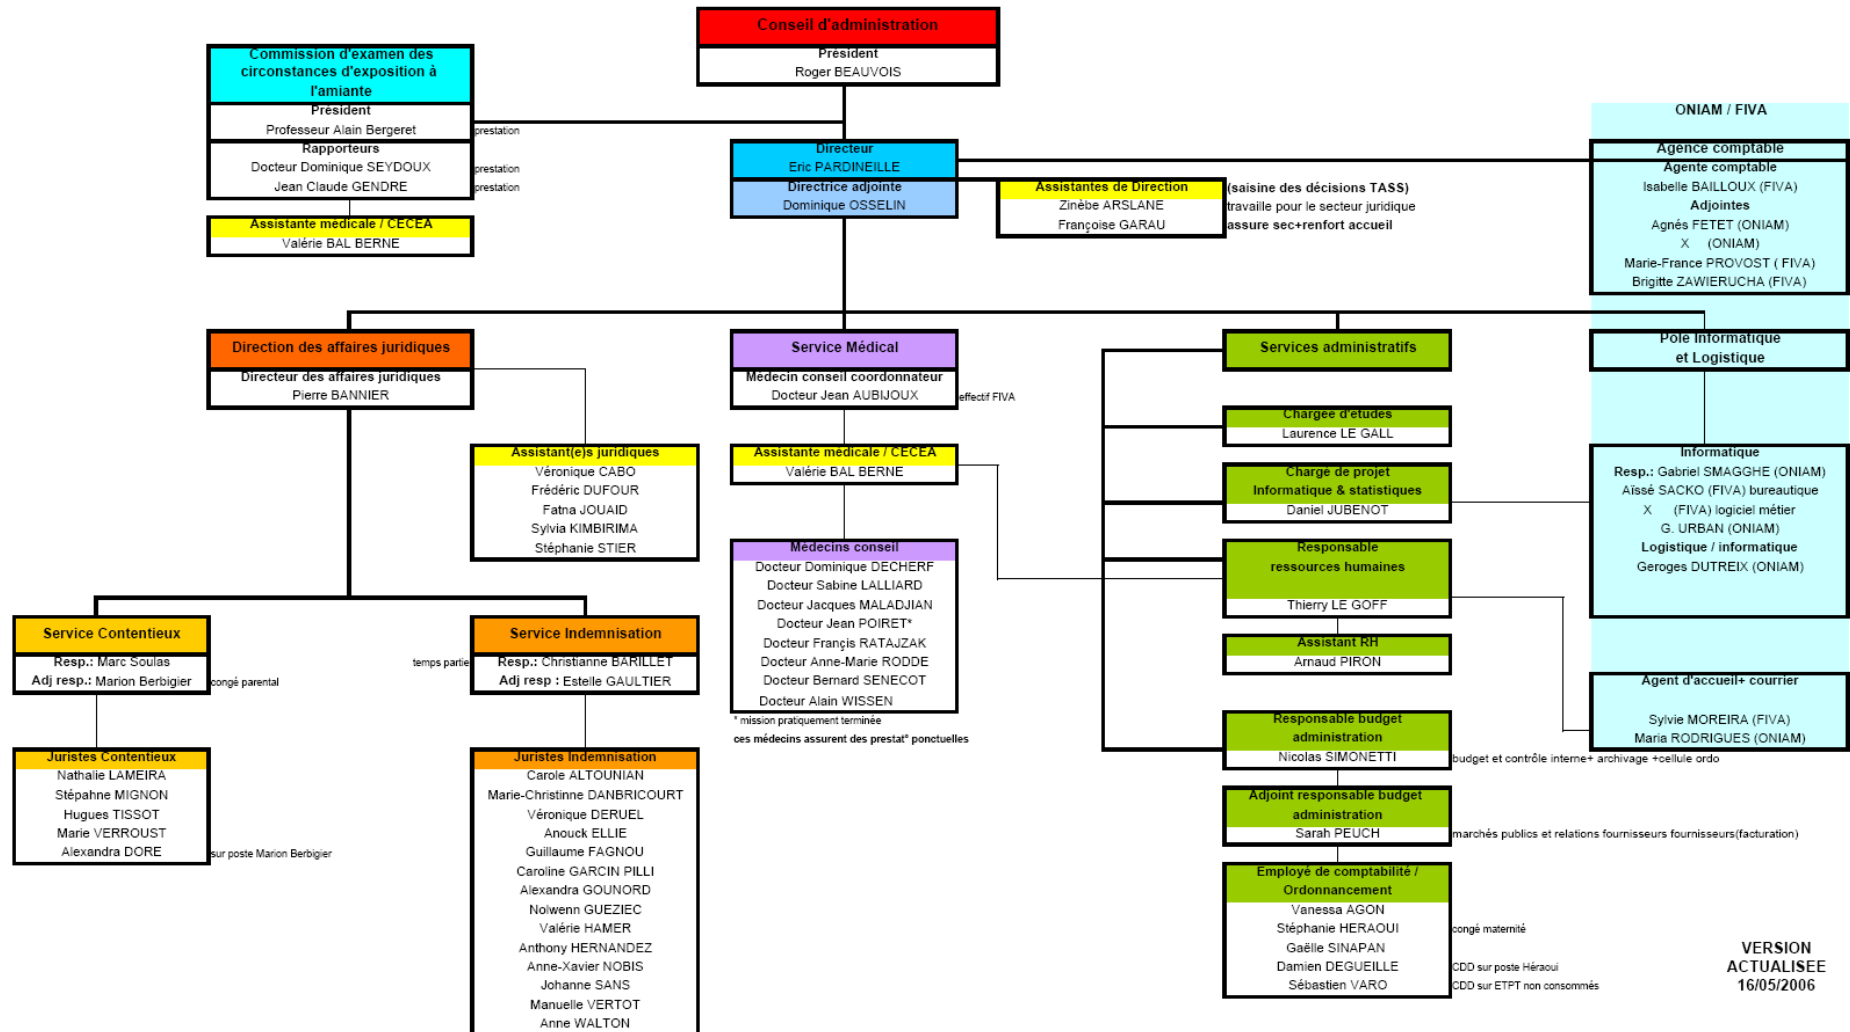 Conseil d'administration
Président
Roger BEAUVOIS
Commission d'examen des
circonstances d'exposition à
l'amiante
Président
Professeur Alain Bergeret
prestation
Rapporteurs
Docteur Dominique SEYDOUX
prestation
Jean Claude GENDRE
prestation
Assistante médicale / CECEA
Valérie BAL BERNE
Directeur
Eric PARDINEILLE
Directrice adjointe
Dominique OSSELIN
Assistantes de Direction
(saisine des décisions TASS)
Zinèbe ARSLANE
travaille pour le secteur juridique
Françoise GARAU
assure sec+renfort accueil
ONIAM / FIVA
Agence comptable
Agente comptable
Isabelle BAILLOUX (FIVA)
Adjointes
Agnés FETET (ONIAM)
X (ONIAM)
Marie-France PROVOST ( FIVA)
Brigitte ZAWIERUCHA (FIVA)
Direction des affaires juridiques
Directeur des affaires juridiques
Pierre BANNIER
Assistant(e)s juridiques
Véronique CABO
Frédéric DUFOUR
Fatna JOUAID
Sylvia KIMBIRIMA
Stéphanie STIER
Service Contentieux
Resp.: Marc Soulas
Adj resp.: Marion Berbigier
congé parental
Juristes Contentieux
Nathalie LAMEIRA
Stépahne MIGNON
Hugues TISSOT
Marie VERROUST
Alexandra DORE
sur poste Marion Berbigier
Service Indemnisation
temps partie
Resp.: Christianne BARILLET
Adj resp : Estelle GAULTIER
Juristes Indemnisation
Carole ALTOUNIAN
Marie-Christinne DANBRICOURT
Véronique DERUEL
Anouck ELLIE
Guillaume FAGNOU
Caroline GARCIN PILLI
Alexandra GOUNORD
Nolwenn GUEZIEC
Valérie HAMER
Anthony HERNANDEZ
Anne-Xavier NOBIS
Johanne SANS
Manuelle VERTOT
Anne WALTON
Service Médical
Médecin conseil coordonnateur
Docteur Jean AUBIJOUX
effectif FIVA
Assistante médicale / CECEA
Valérie BAL BERNE
Médecins conseil
Docteur Dominique DECHERF
Docteur Sabine LALLIARD
Docteur Jacques MALADJIAN
Docteur Jean POIRET*
Docteur Françis RATAJZAK
Docteur Anne-Marie RODDE
Docteur Bernard SENECOT
Docteur Alain WISSEN
* mission pratiquement terminée
ces médecins assurent des prestat° ponctuelles
Services administratifs
Chargée d'etudes
Laurence LE GALL
Chargé de projet
Informatique & statistiques
Daniel JUBENOT
Responsable
ressources humaines
Thierry LE GOFF
Assistant RH
Arnaud PIRON
Responsable budget
administration
Nicolas SIMONETTI
budget et contrôle interne+ archivage +cellule ordo
Adjoint responsable budget
administration
Sarah PEUCH
marchés publics et relations fournisseurs fournisseurs(facturation)
Employé de comptabilité /
Ordonnancement
Vanessa AGON
Stéphanie HERAOUI
congé maternité
Gaëlle SINAPAN
Damien DEGUEILLE
CDD sur poste Héraoui
Sébastien VARO
CDD sur ETPT non consommés
Pole Informatique
et Logistique
Informatique
Resp.: Gabriel SMAGGHE (ONIAM)
Aïssé SACKO (FIVA) bureautique
X (FIVA) logiciel métier
G. URBAN (ONIAM)
Logistique / informatique
Geroges DUTREIX (ONIAM)
Agent d'accueil+ courrier
Sylvie MOREIRA (FIVA)
Maria RODRIGUES (ONIAM)
VERSION
ACTUALISEE
16/05/2006